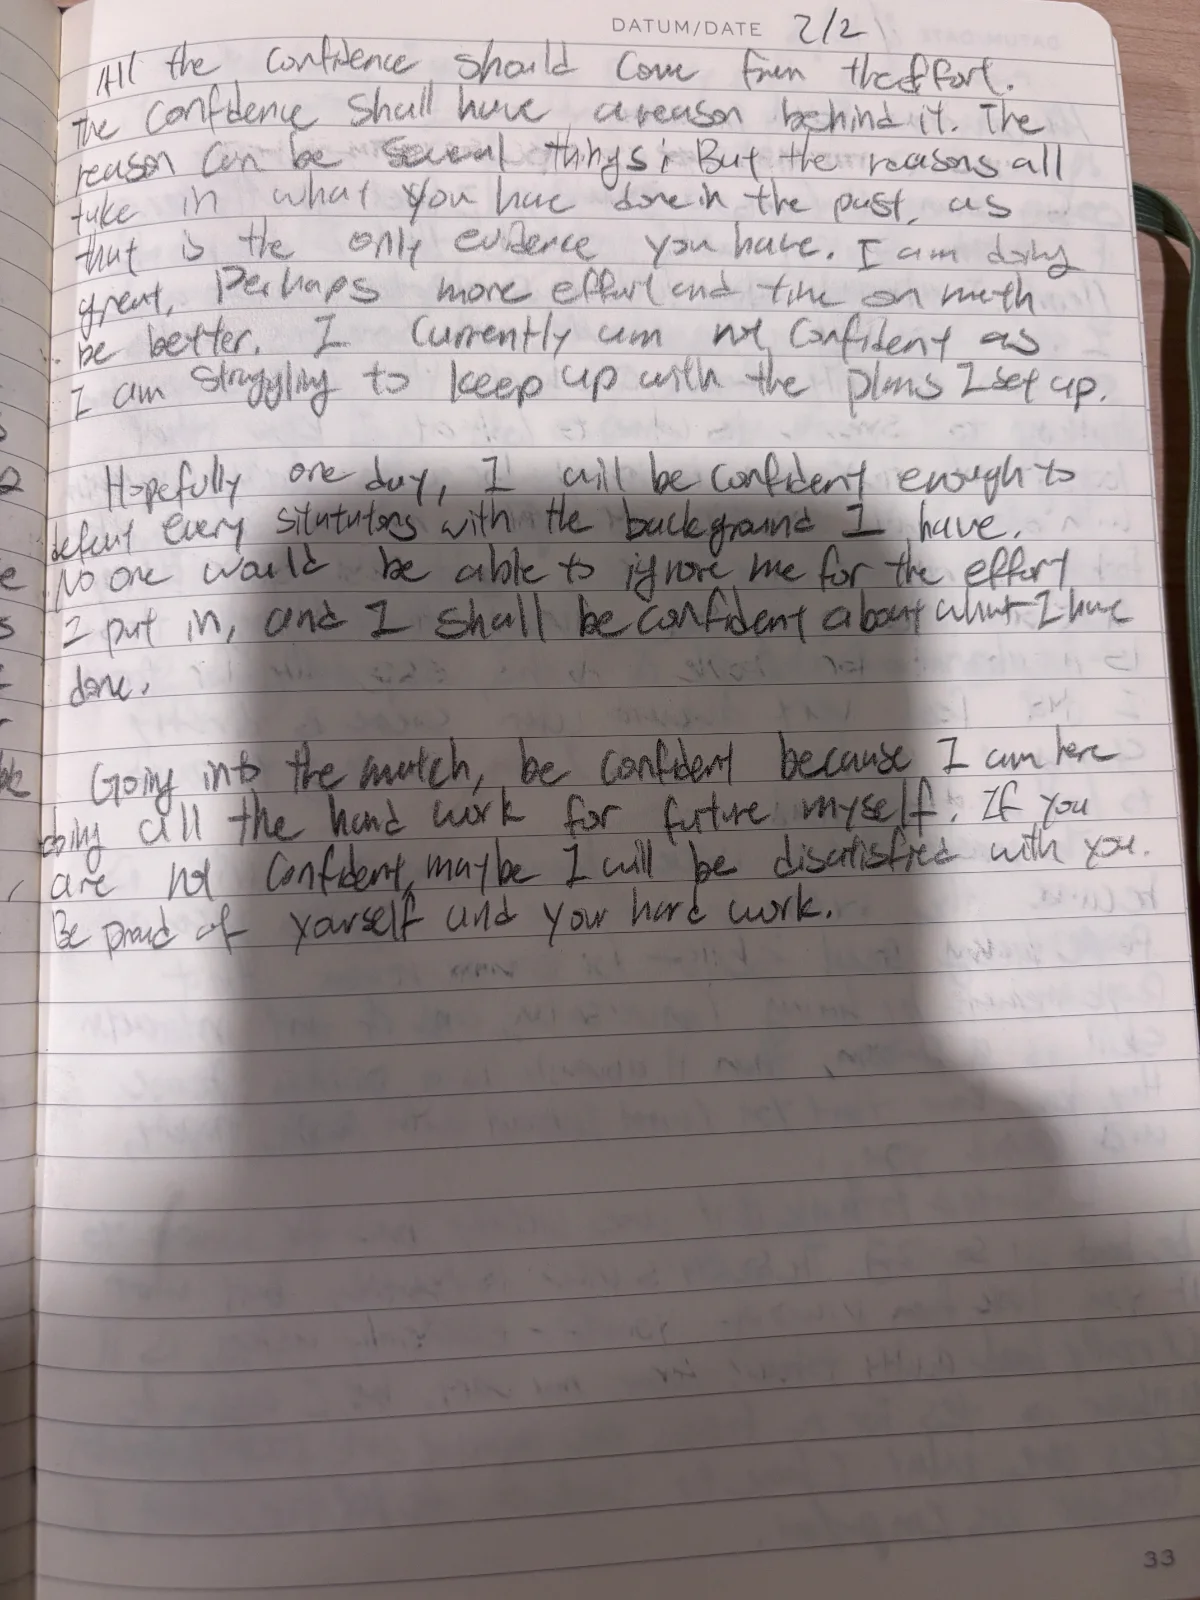 DATUM/DATE 2/2
All the confidence should come from the effort.
The confidence shall have a reason behind it. The
reason can be several things; But the reasons all
take in what you have done in the past, as
that is the only evidence you have. I am doing
great, Perhaps more effort and time on math
be better. I currently am not confident as
I am struggling to keep up with the plans I set up.
Hopefully one day, I will be confident enough to
defeat every sitututons with the background I have.
No one would be able to ignore me for the effort
I put in, and I shall be confident about what I have
done.
Going into the match, be confident because I am here
doing all the hard work for future myself. If you
are not confident, maybe I will be disatisfied with you.
Be proud of yourself and your hard work.
33